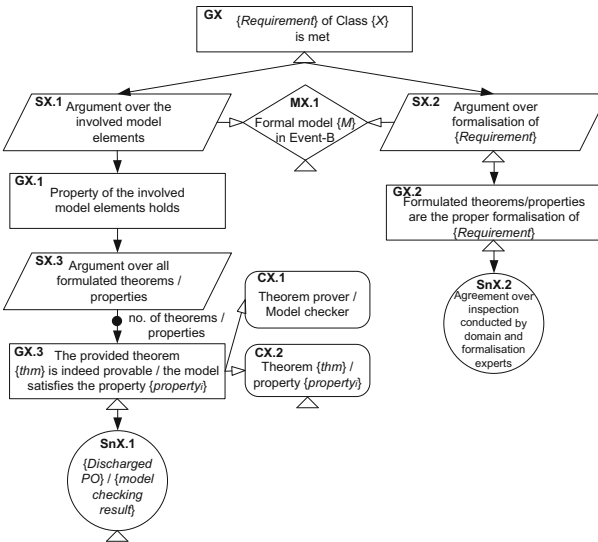 GX {Requirement} of Class {X}
is met
SX.1
Argument over the
involved model
elements
MX.1
Formal model {M}
in Event-B
SX.2
Argument over
formalisation of
{Requirement}
GX.1
Property of the involved
model elements holds
GX.2
Formulated theorems/properties
are the proper formalisation of
{Requirement}
SX.3
Argument over all
formulated theorems /
properties
CX.1
Theorem prover /
Model checker
SnX.2
Agreement over
inspection
conducted by
domain and
formalisation
experts
no. of theorems /
properties
GX.3 The provided theorem
{thm} is indeed provable / the model
satisfies the property {propertyi}
CX.2
Theorem {thm} /
property {propertyi}
SnX.1
{Discharged
PO} / {model
checking
result}